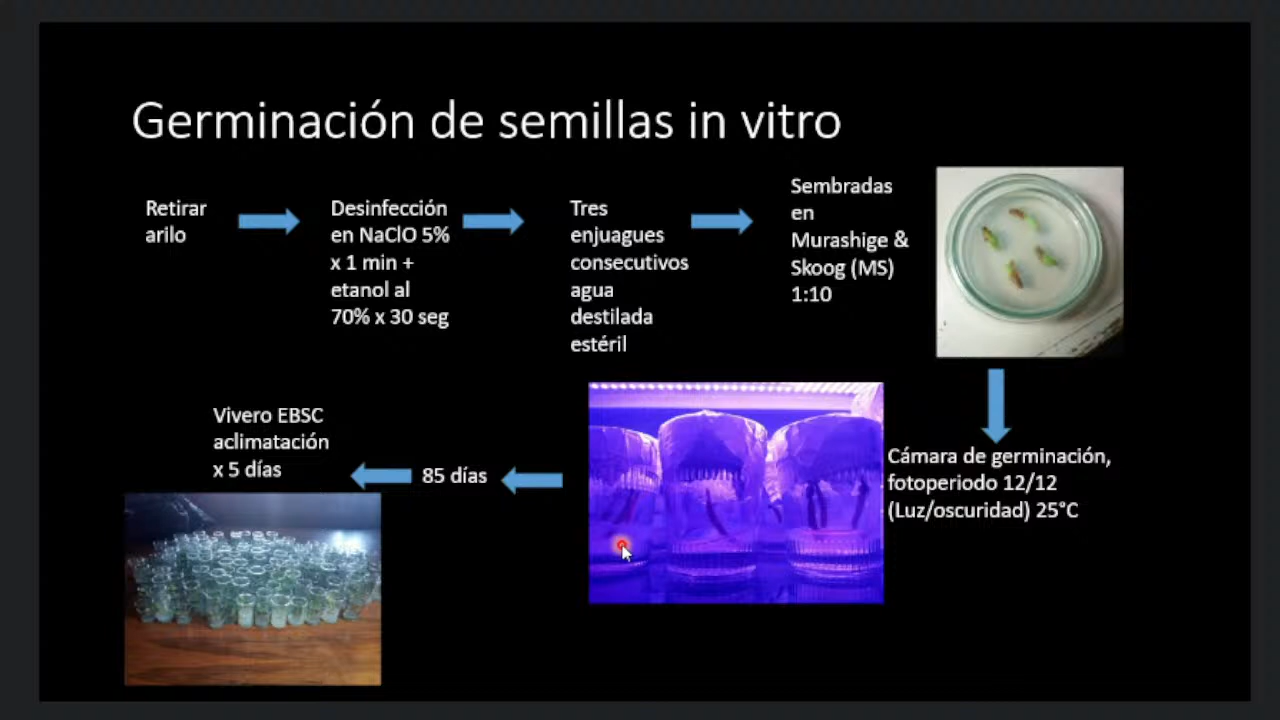 Germinación de semillas in vitro
Retirar
arilo
Desinfección
en NaClO 5%
x 1 min +
etanol al
70% x 30 seg
Tres
enjuagues
consecutivos
agua
destilada
estéril
Sembradas
en
Murashige &
Skoog (MS)
1:10
Cámara de germinación,
fotoperiodo 12/12
(Luz/oscuridad) 25°C
85 días
Vivero EBSC
aclimatación
x 5 días